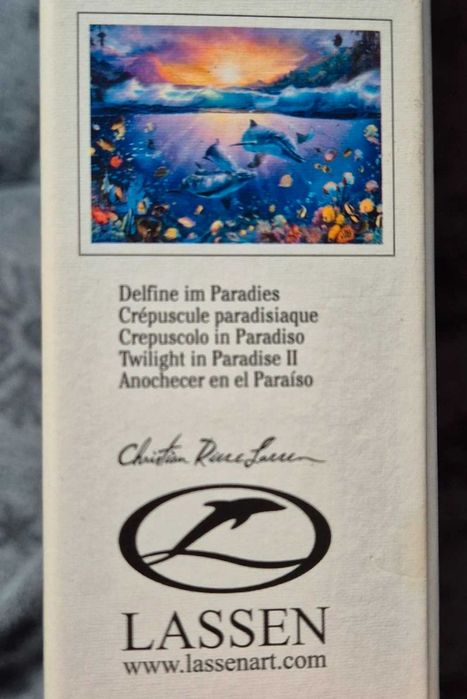 Delfine im Paradies
Crépuscule paradisiaque
Crepuscolo in Paradiso
Twilight in Paradise II
Anochecer en el Paraíso
Christian Riese Lassen
LASSEN
www.lassenart.com